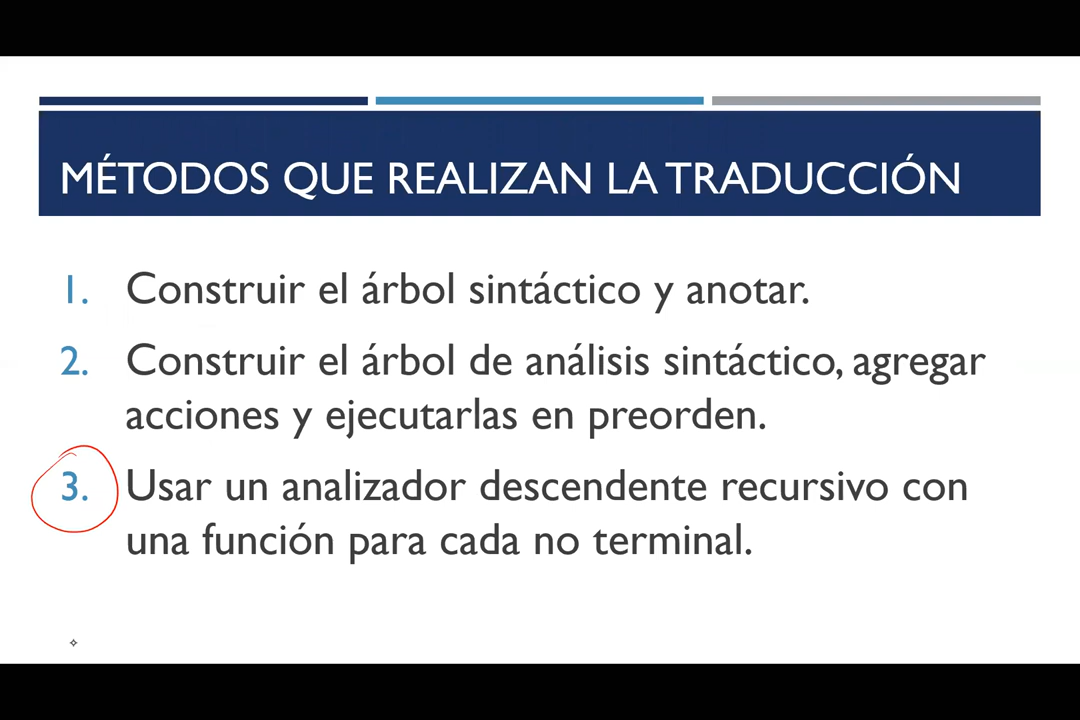 MÉTODOS QUE REALIZAN LA TRADUCCIÓN
1. Construir el árbol sintáctico y anotar.
2. Construir el árbol de análisis sintáctico, agregar
acciones y ejecutarlas en preorden.
3. Usar un analizador descendente recursivo con
una función para cada no terminal.